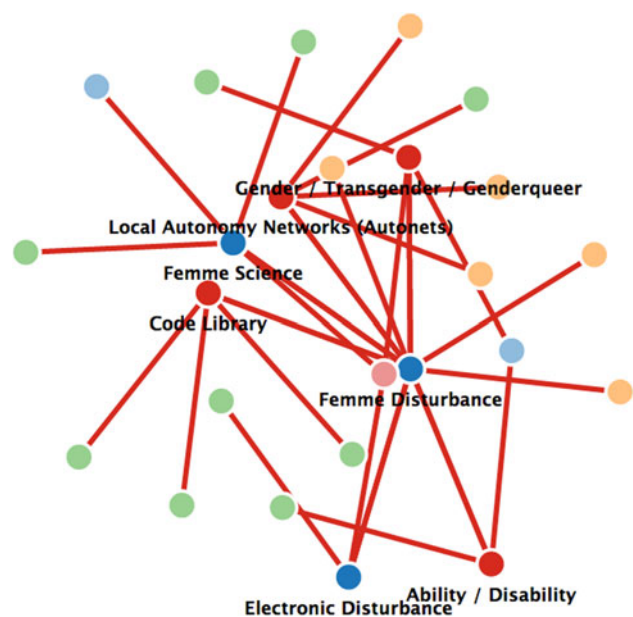 Gender / Transgender / Genderqueer
Local Autonomy Networks (Autonets)
Femme Science
Code Library
Femme Disturbance
Ability / Disability
Electronic Disturbance